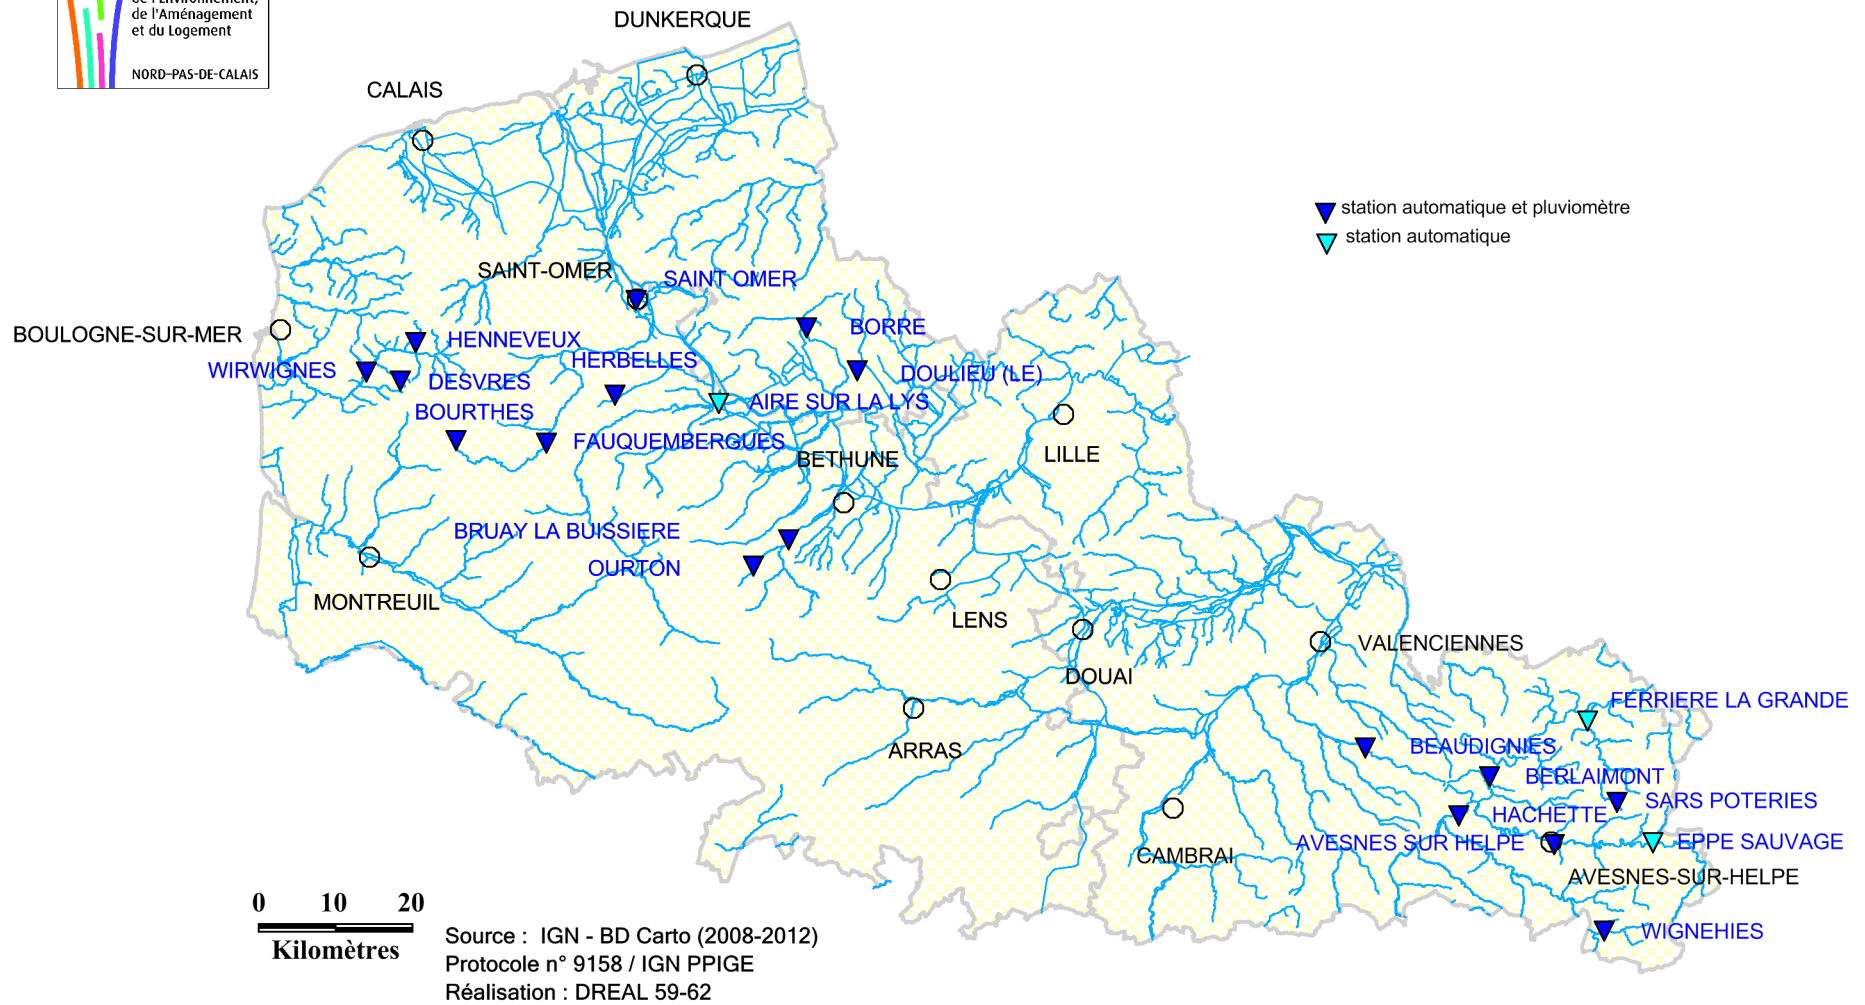 de l'Environnement,
de l'Aménagement
et du Logement
NORD-PAS-DE-CALAIS
DUNKERQUE
CALAIS
station automatique et pluviomètre
station automatique
SAINT-OMER
SAINT OMER
BOULOGNE-SUR-MER
BORRE
HENNEVEUX
HERBELLES
WIRWIGNES
DESVRES
DOULIEU (LE)
AIRE SUR LA LYS
BOURTHES
FAUQUEMBERGUES
BETHUNE
LILLE
BRUAY LA BUISSIERE
OURTON
MONTREUIL
LENS
VALENCIENNES
DOUAI
FERRIERE LA GRANDE
ARRAS
BEAUDIGNIES
BERLAIMONT
SARS POTERIES
HACHETTE
AVESNES SUR HELPE
EPPE SAUVAGE
CAMBRAI
AVESNES-SUR-HELPE
WIGNEHIES
0 10 20
Kilomètres
Source : IGN - BD Carto (2008-2012)
Protocole n° 9158 / IGN PPIGE
Réalisation : DREAL 59-62